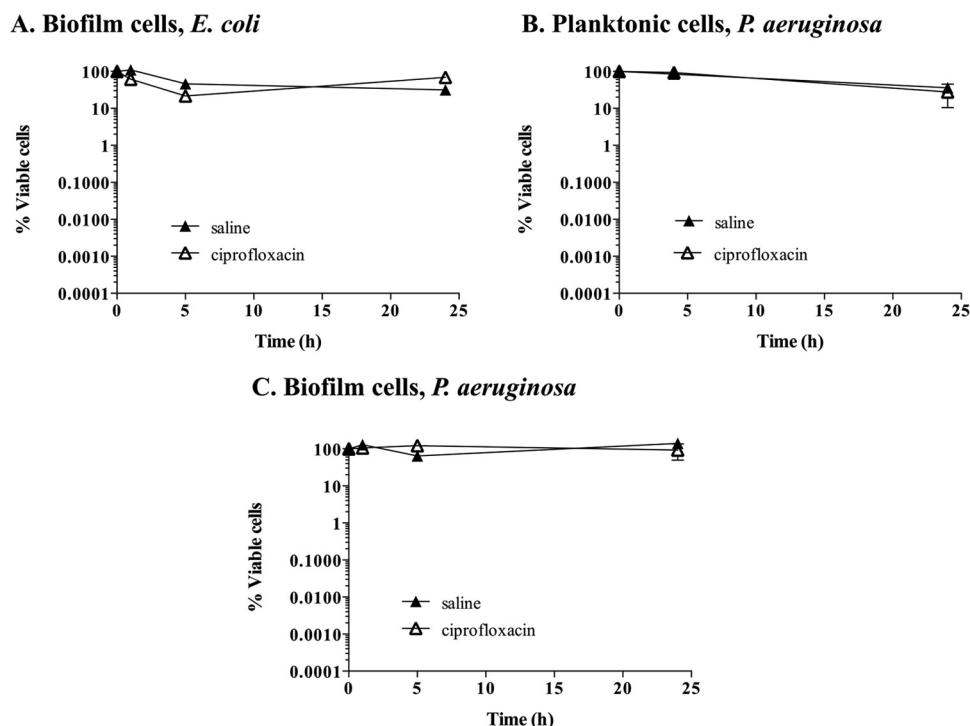 A. Biofilm cells, E. coli
% Viable cells
100
10
1
0.1000
0.0100
0.0010
0.0001
saline
ciprofloxacin
0 5 10 15 20 25
Time (h)
B. Planktonic cells, P. aeruginosa
% Viable cells
100
10
1
0.1000
0.0100
0.0010
0.0001
saline
ciprofloxacin
0 5 10 15 20 25
Time (h)
C. Biofilm cells, P. aeruginosa
% Viable cells
100
10
1
0.1000
0.0100
0.0010
0.0001
saline
ciprofloxacin
0 5 10 15 20 25
Time (h)